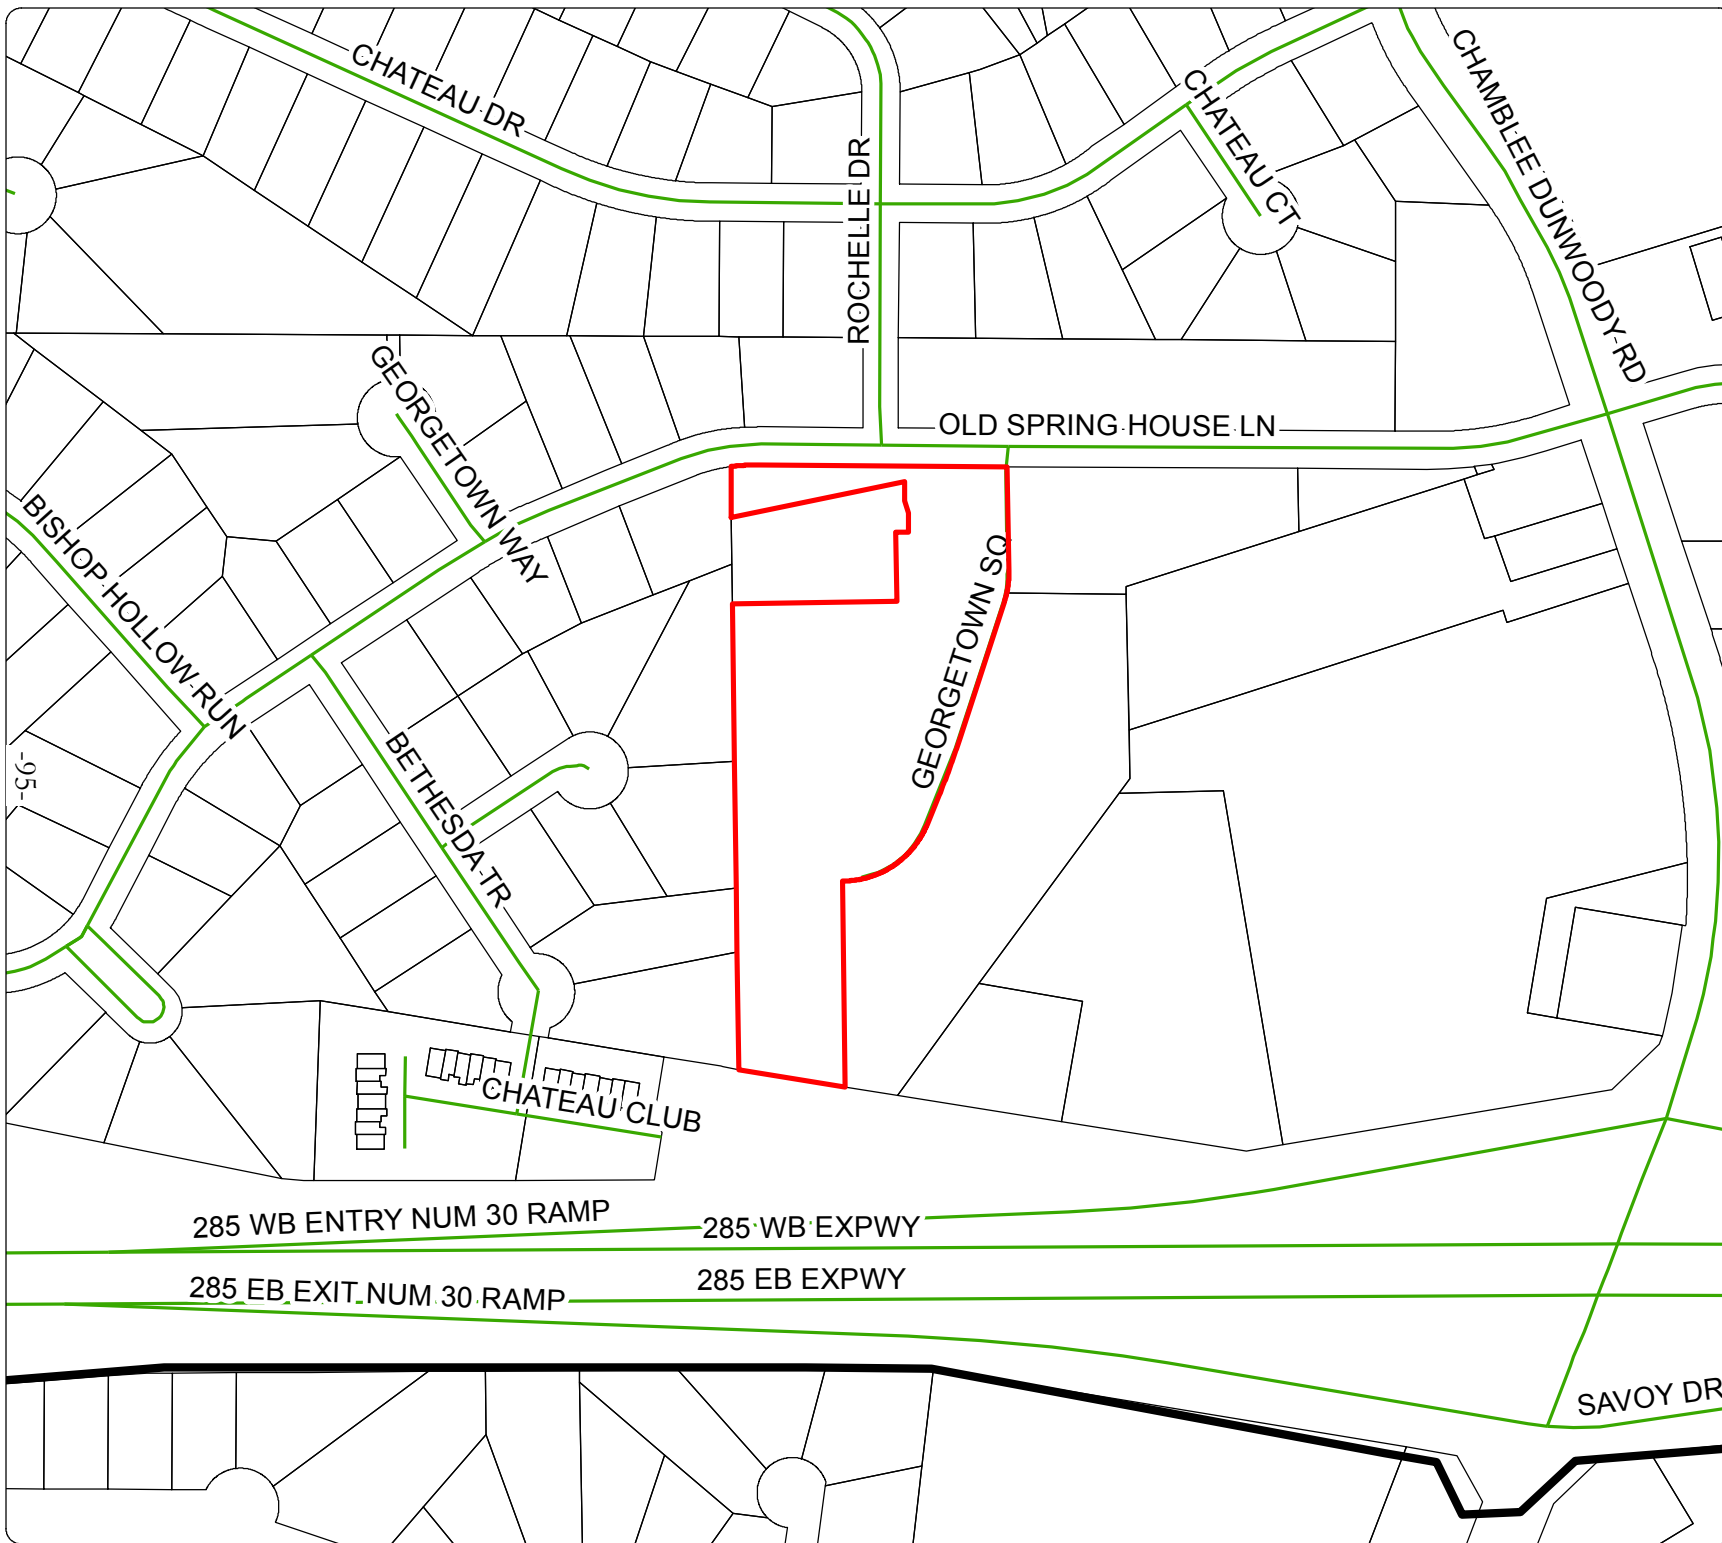 CHATEAU DR
ROCHELLE DR
CHATEAU CT
CHAMBLEE DUNWOODY RD
GEORGETOWN WAY
OLD SPRING HOUSE LN
BISHOP HOLLOW RUN
GEORGETOWN SQ
BETHESDA TR
-95-
CHATEAU CLUB
285 WB ENTRY NUM 30 RAMP
285 WB EXPWY
285 EB EXIT NUM 30 RAMP
285 EB EXPWY
SAVOY DR